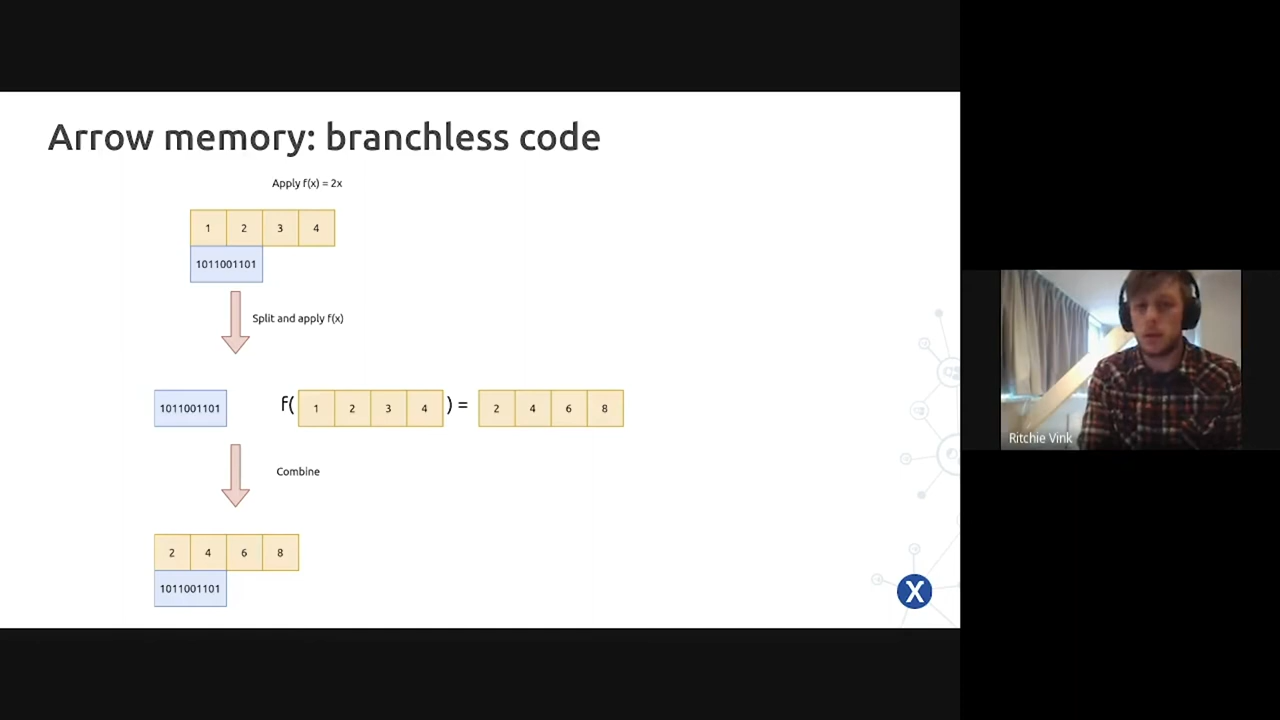 Arrow memory: branchless code
Apply f(x) = 2x
1 2 3 4
1011001101
Split and apply f(x)
1011001101 f( 1 2 3 4 ) = 2 4 6 8
Combine
2 4 6 8
1011001101
X
Ritchie Vink